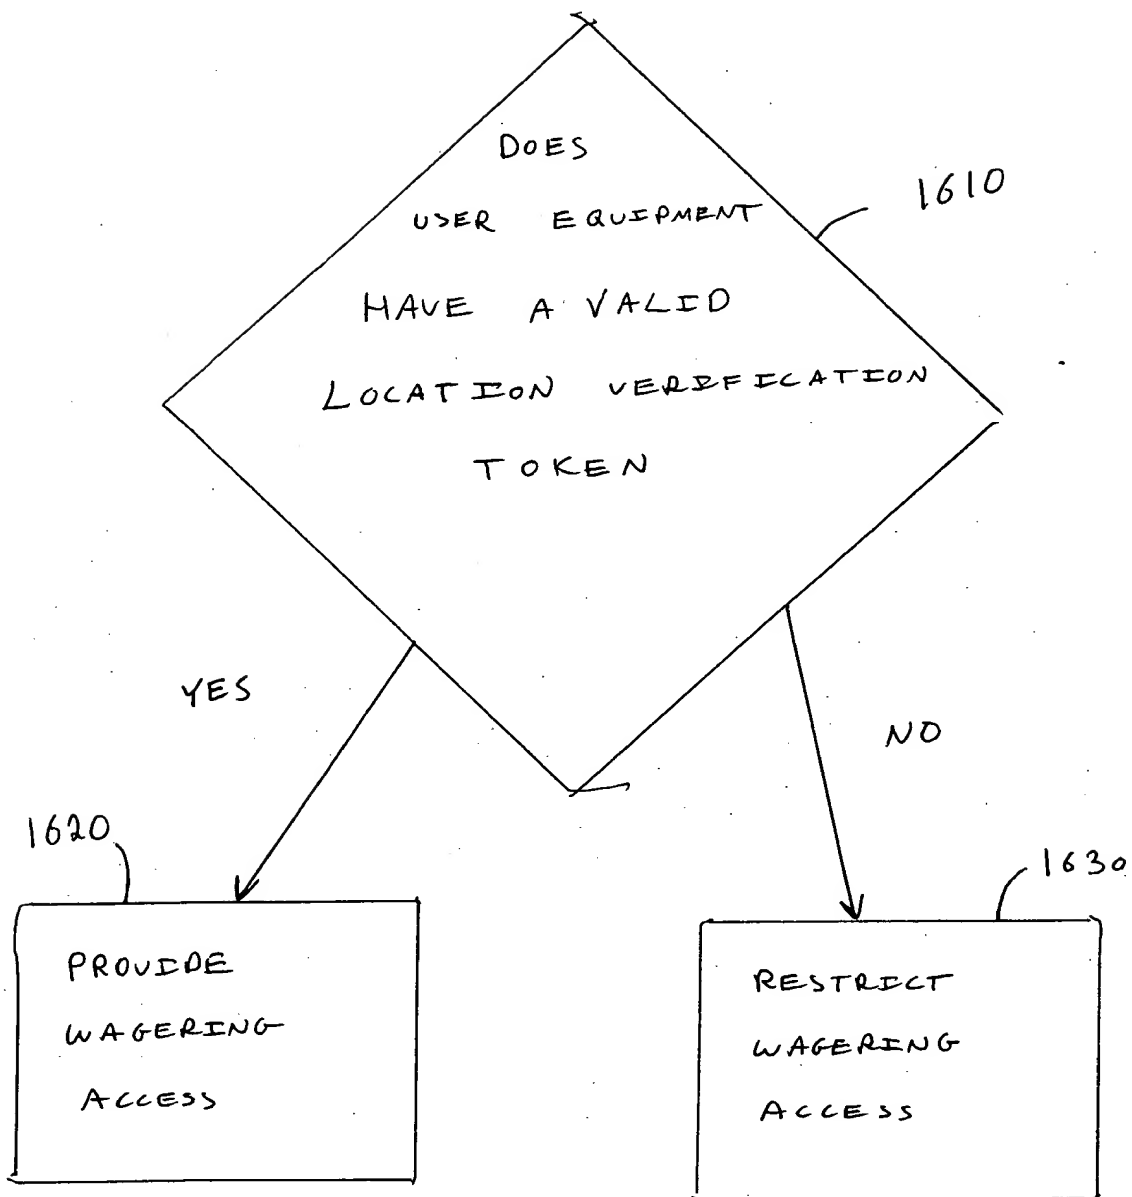 DOES
USER EQUIPMENT
HAVE A VALID
LOCATION VERIFICATION
TOKEN
1610
YES
NO
1620
PROVIDE
WAGERING
ACCESS
1630
RESTRICT
WAGERING
ACCESS